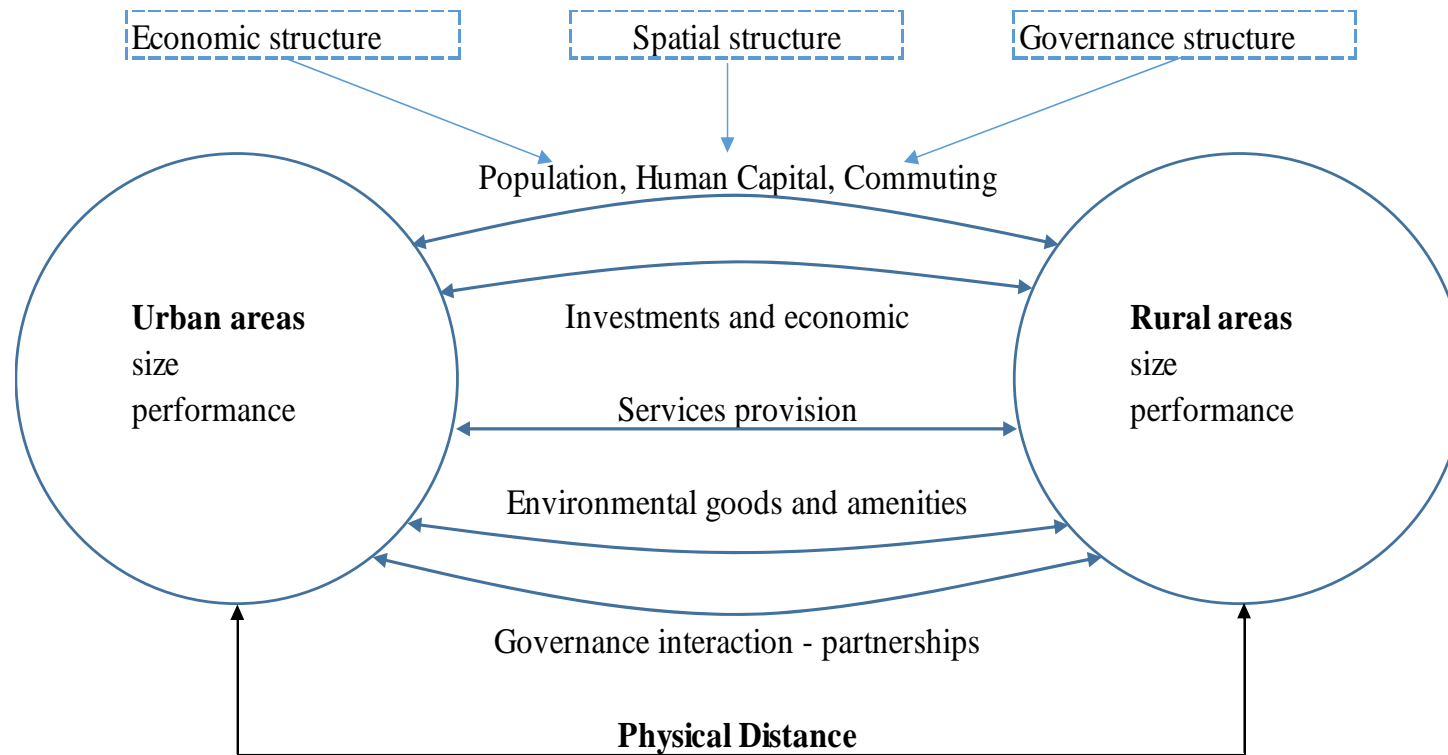 Economic structure
Spatial structure
Governance structure
Population, Human Capital, Commuting
Urban areas
size
performance
Investments and economic
Services provision
Environmental goods and amenities
Governance interaction - partnerships
Rural areas
size
performance
Physical Distance